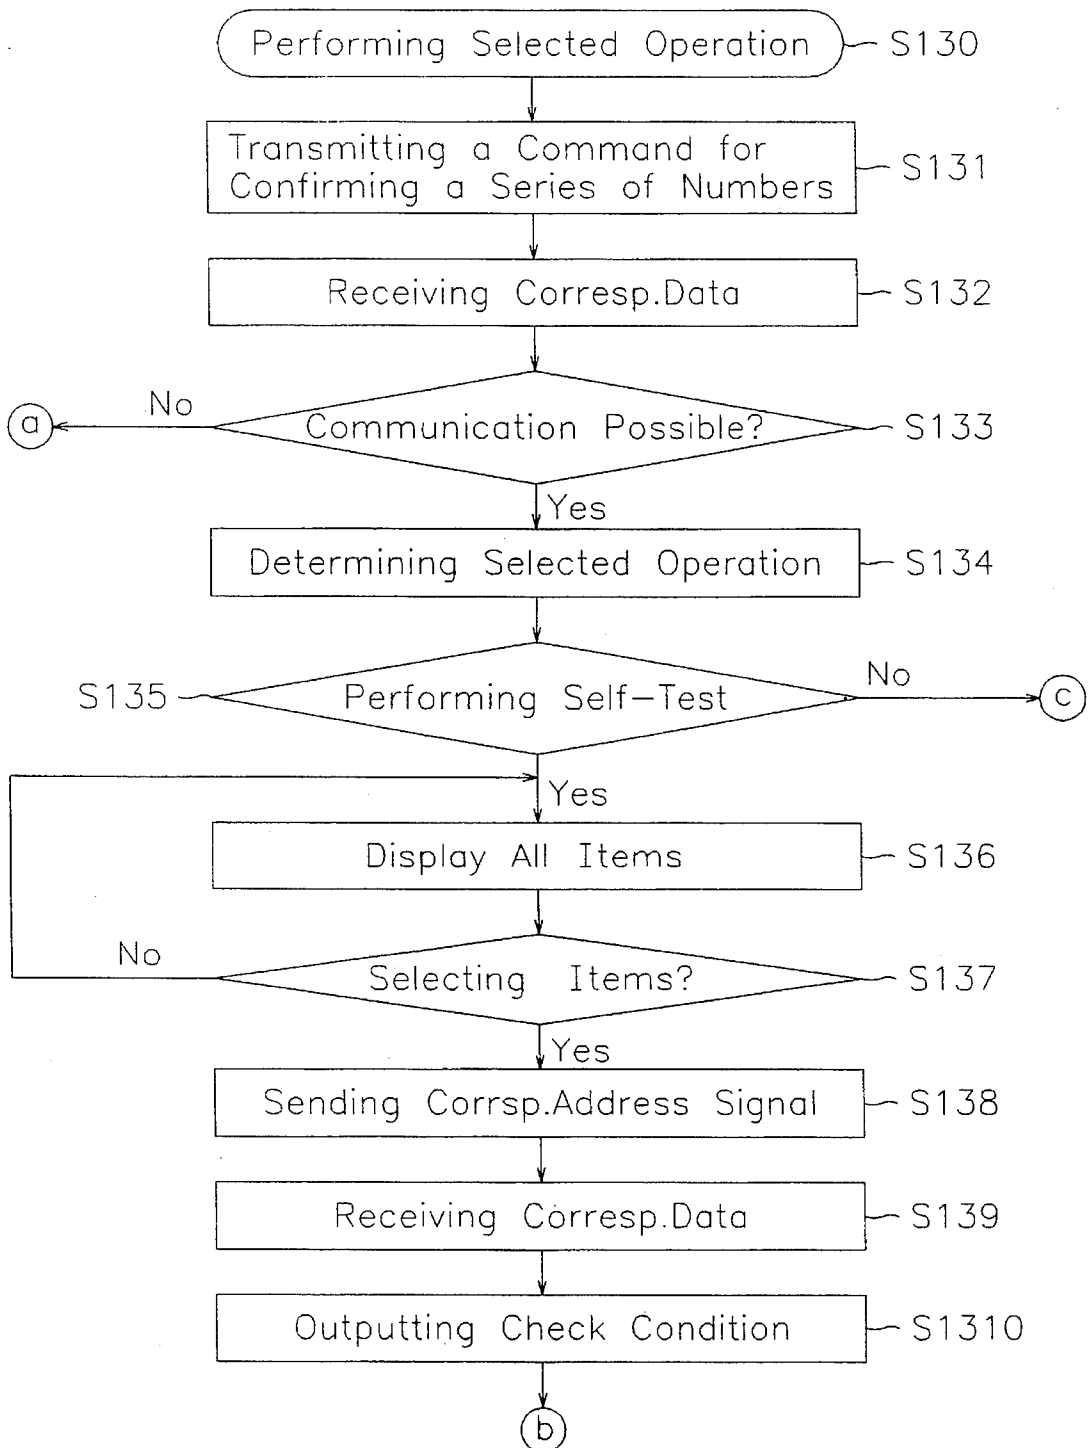 Performing Selected Operation S130
Transmitting a Command for
Confirming a Series of Numbers S131
Receiving Corresp.Data S132
No
a
Communication Possible? S133
Yes
Determining Selected Operation S134
S135 Performing Self-Test No c
Yes
Display All Items S136
No
Selecting Items? S137
Yes
Sending Corrsp.Address Signal S138
Receiving Corresp.Data S139
Outputting Check Condition S1310
b